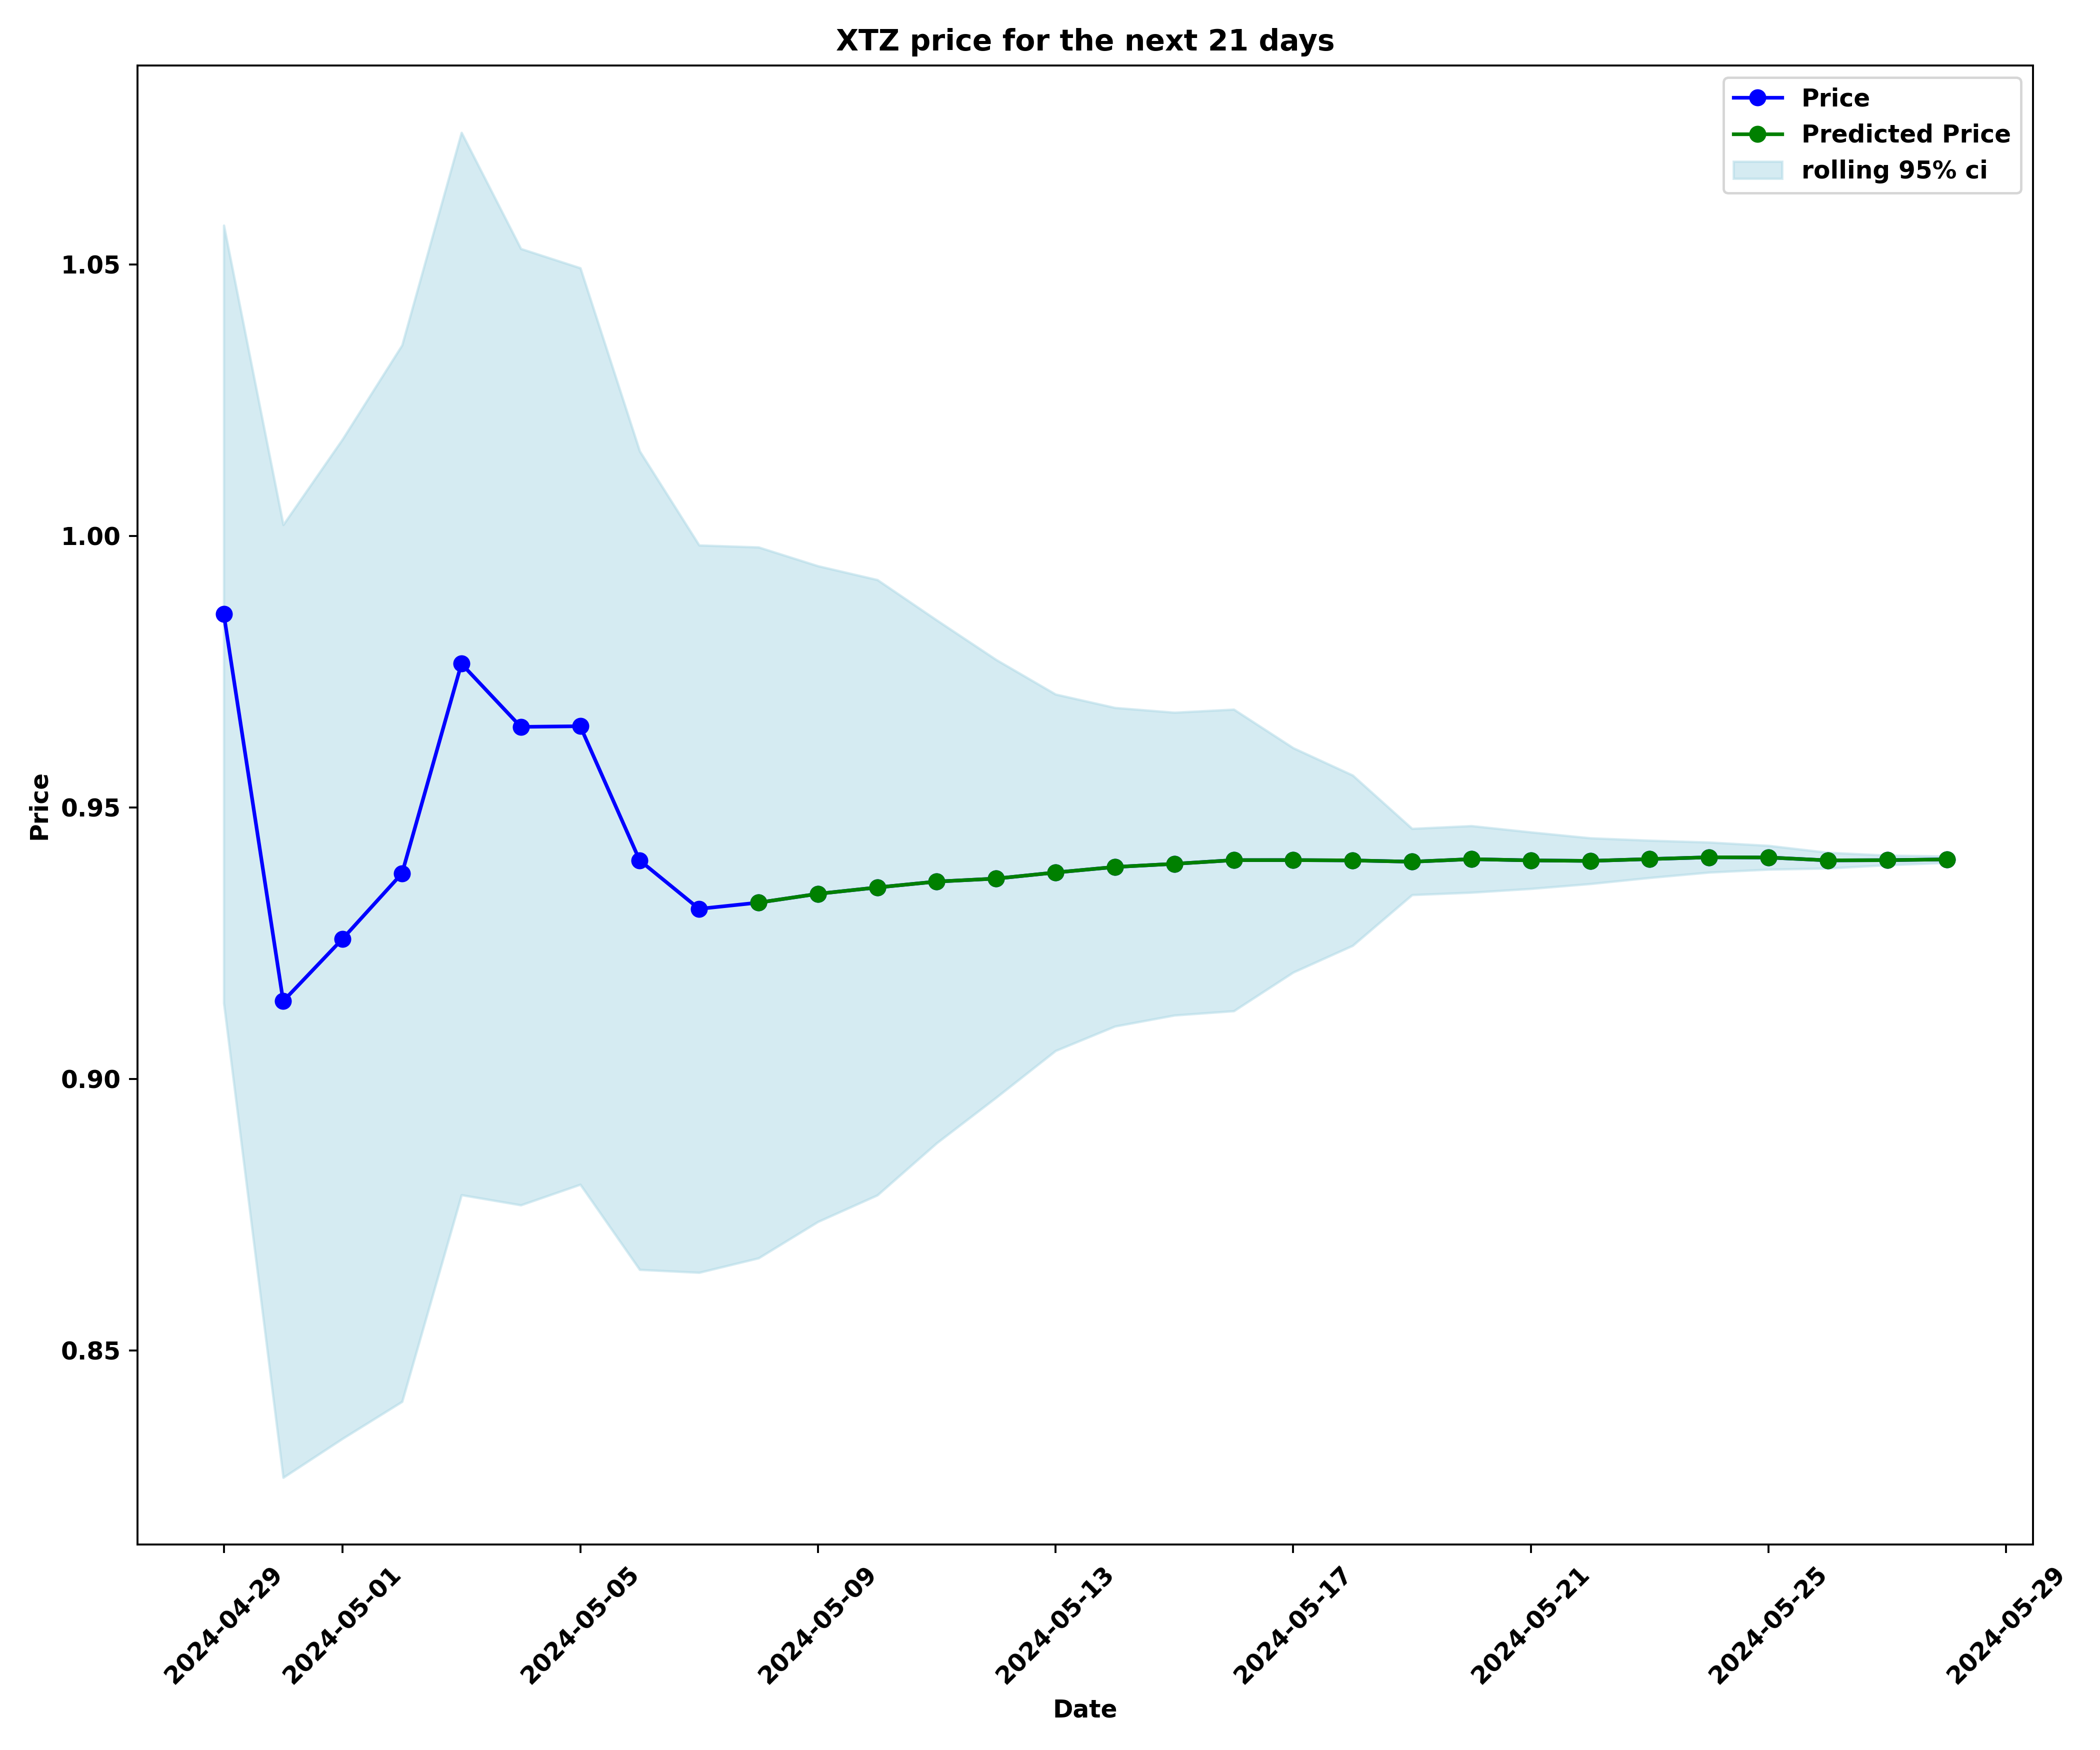 XTZ price for the next 21 days
Price
Predicted Price
rolling 95% ci
1.05
1.00
0.95
0.90
0.85
Price
2024-04-29
2024-05-01
2024-05-05
2024-05-09
2024-05-13
2024-05-17
2024-05-21
2024-05-25
2024-05-29
Date